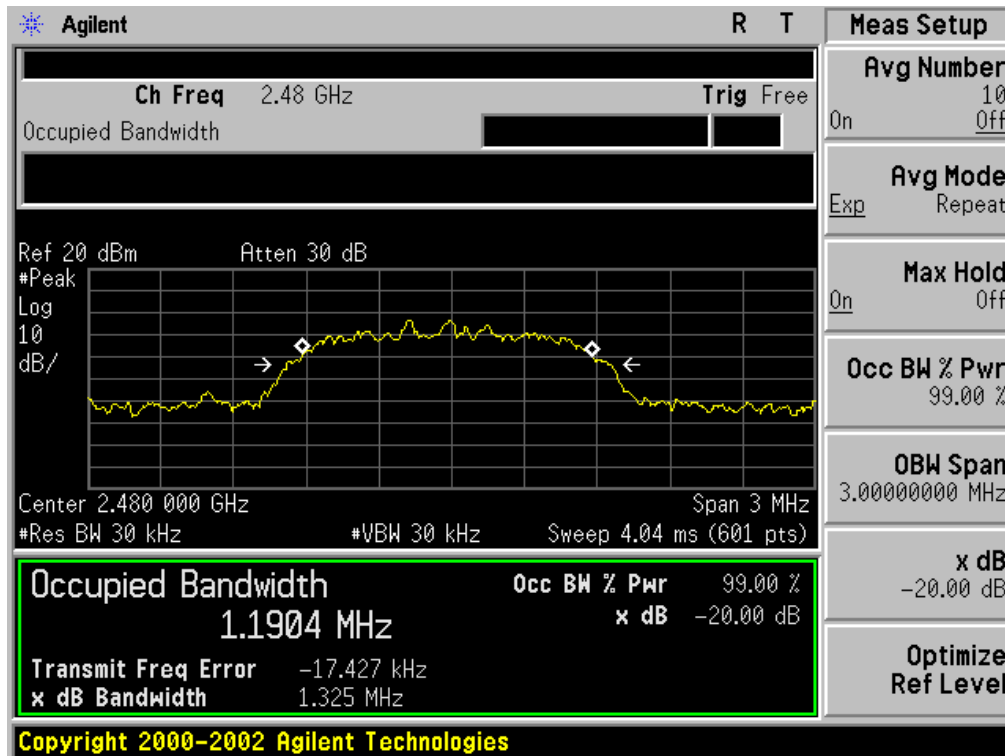 Agilent R T
Ch Freq 2.48 GHz Trig Free
Occupied Bandwidth
Ref 20 dBm Atten 30 dB
#Peak
Log
10
dB/
Center 2.480 000 GHz Span 3 MHz
#Res BW 30 kHz #VBW 30 kHz Sweep 4.04 ms (601 pts)
Occupied Bandwidth Occ BW % Pwr 99.00 %
1.1904 MHz x dB -20.00 dB
Transmit Freq Error -17.427 kHz
x dB Bandwidth 1.325 MHz
Copyright 2000-2002 Agilent Technologies
Meas Setup
Avg Number
10
On Off
Avg Mode
Exp Repeat
Max Hold
On Off
Occ BW % Pwr
99.00 %
OBW Span
3.00000000 MHz
x dB
-20.00 dB
Optimize
Ref Level